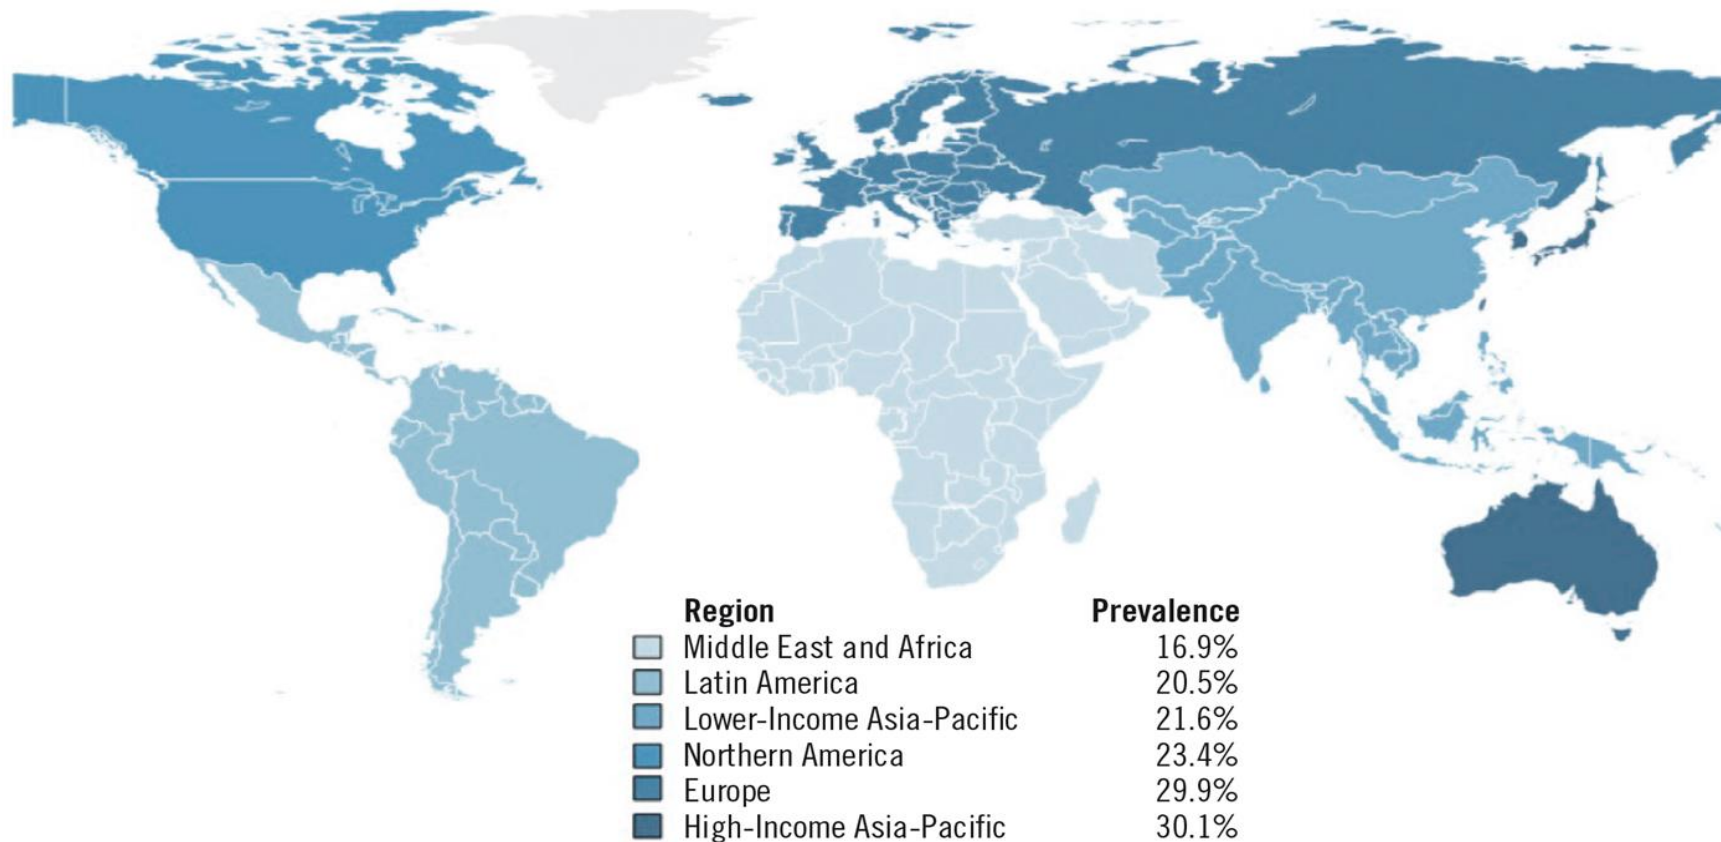 Region Prevalence
Middle East and Africa 16.9%
Latin America 20.5%
Lower-Income Asia-Pacific 21.6%
Northern America 23.4%
Europe 29.9%
High-Income Asia-Pacific 30.1%